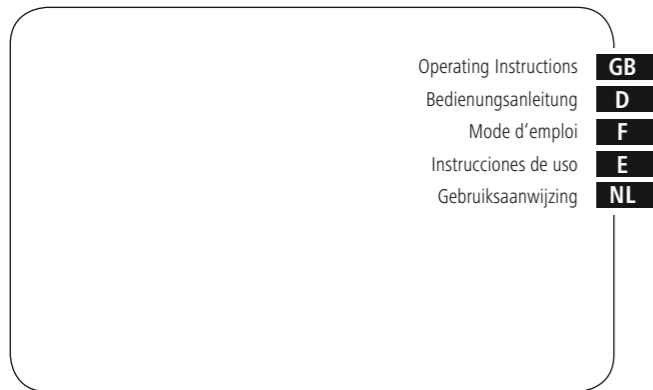 Operating Instructions GB
Bedienungsanleitung D
Mode d’emploi F
Instrucciones de uso E
Gebruiksaanwijzing NL